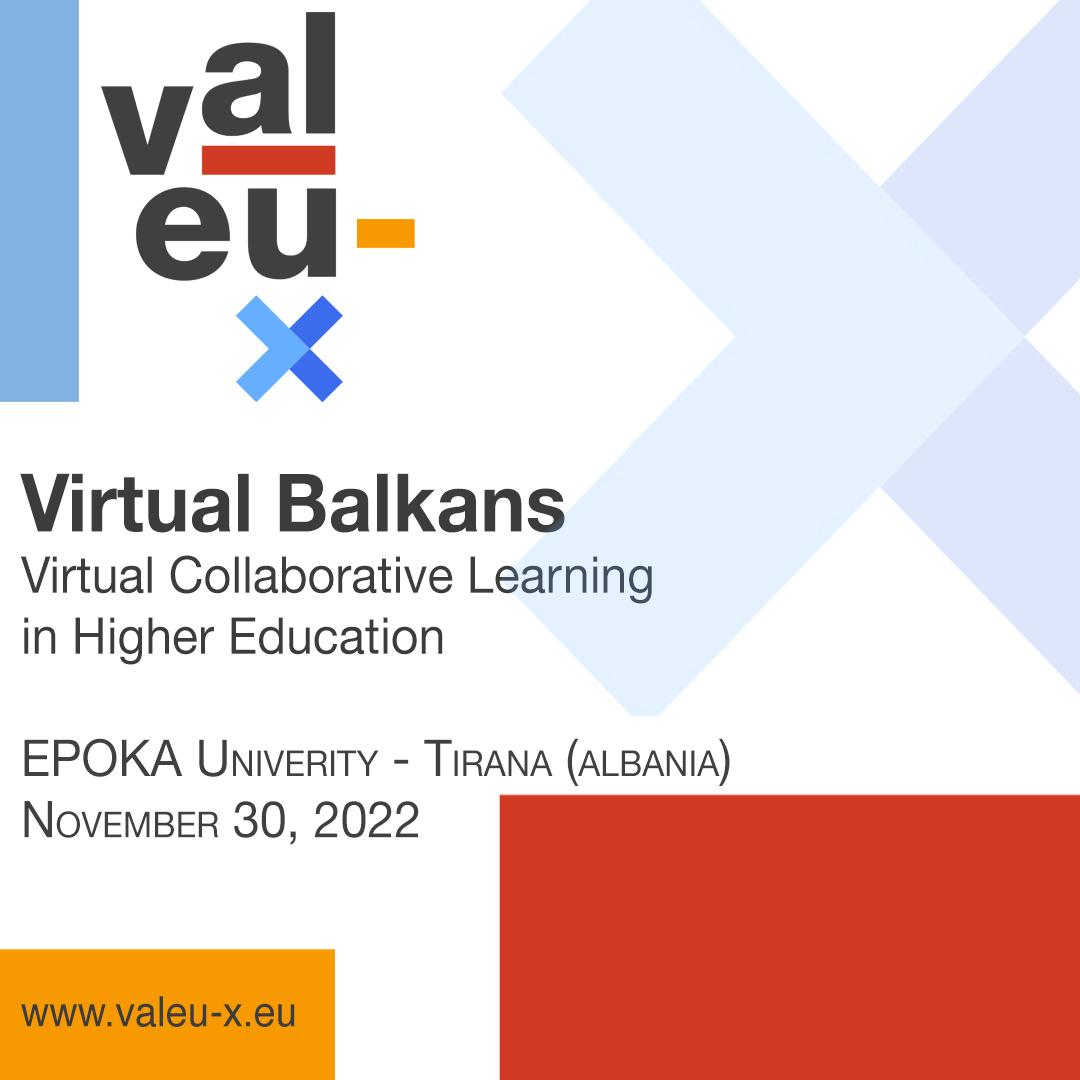 val
eu-
x
Virtual Balkans
Virtual Collaborative Learning
in Higher Education
EPOKA Univerity - Tirana (albania)
November 30, 2022
www.valeu-x.eu